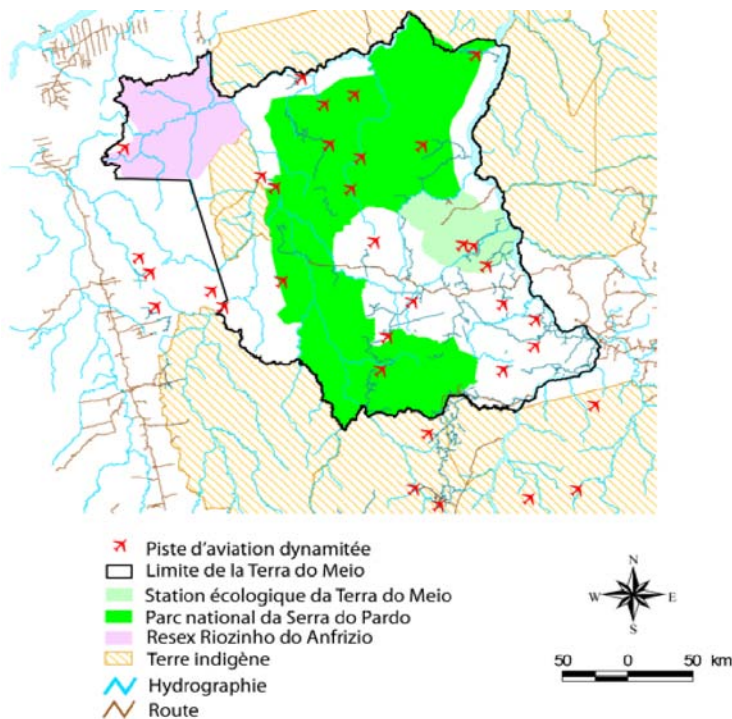 Piste d'aviation dynamitée
Limite de la Terra do Meio
Station écologique da Terra do Meio
Parc national da Serra do Pardo
Resex Riozinho do Anfrizio
Terre indigène
Hydrographie
Route
N
W E
S
50 0 50 km